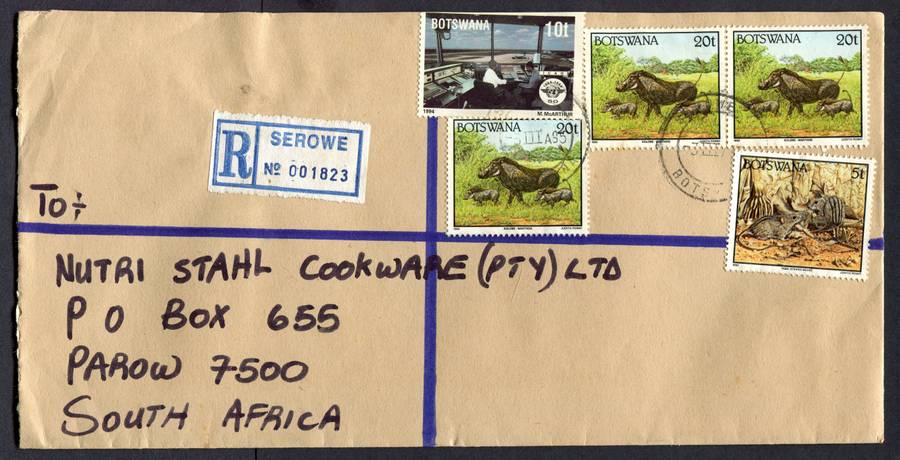 BOTSWANA 10t
1994 M. McARTHUR
BOTSWANA 20t
BOTSWANA 20t
BOTSWANA 20t
BOTSWANA 5t
R SEROWE
No 001823
To:
NUTRI STAHL COOKWARE (PTY) LTD
P O BOX 655
PAROW 7500
SOUTH AFRICA